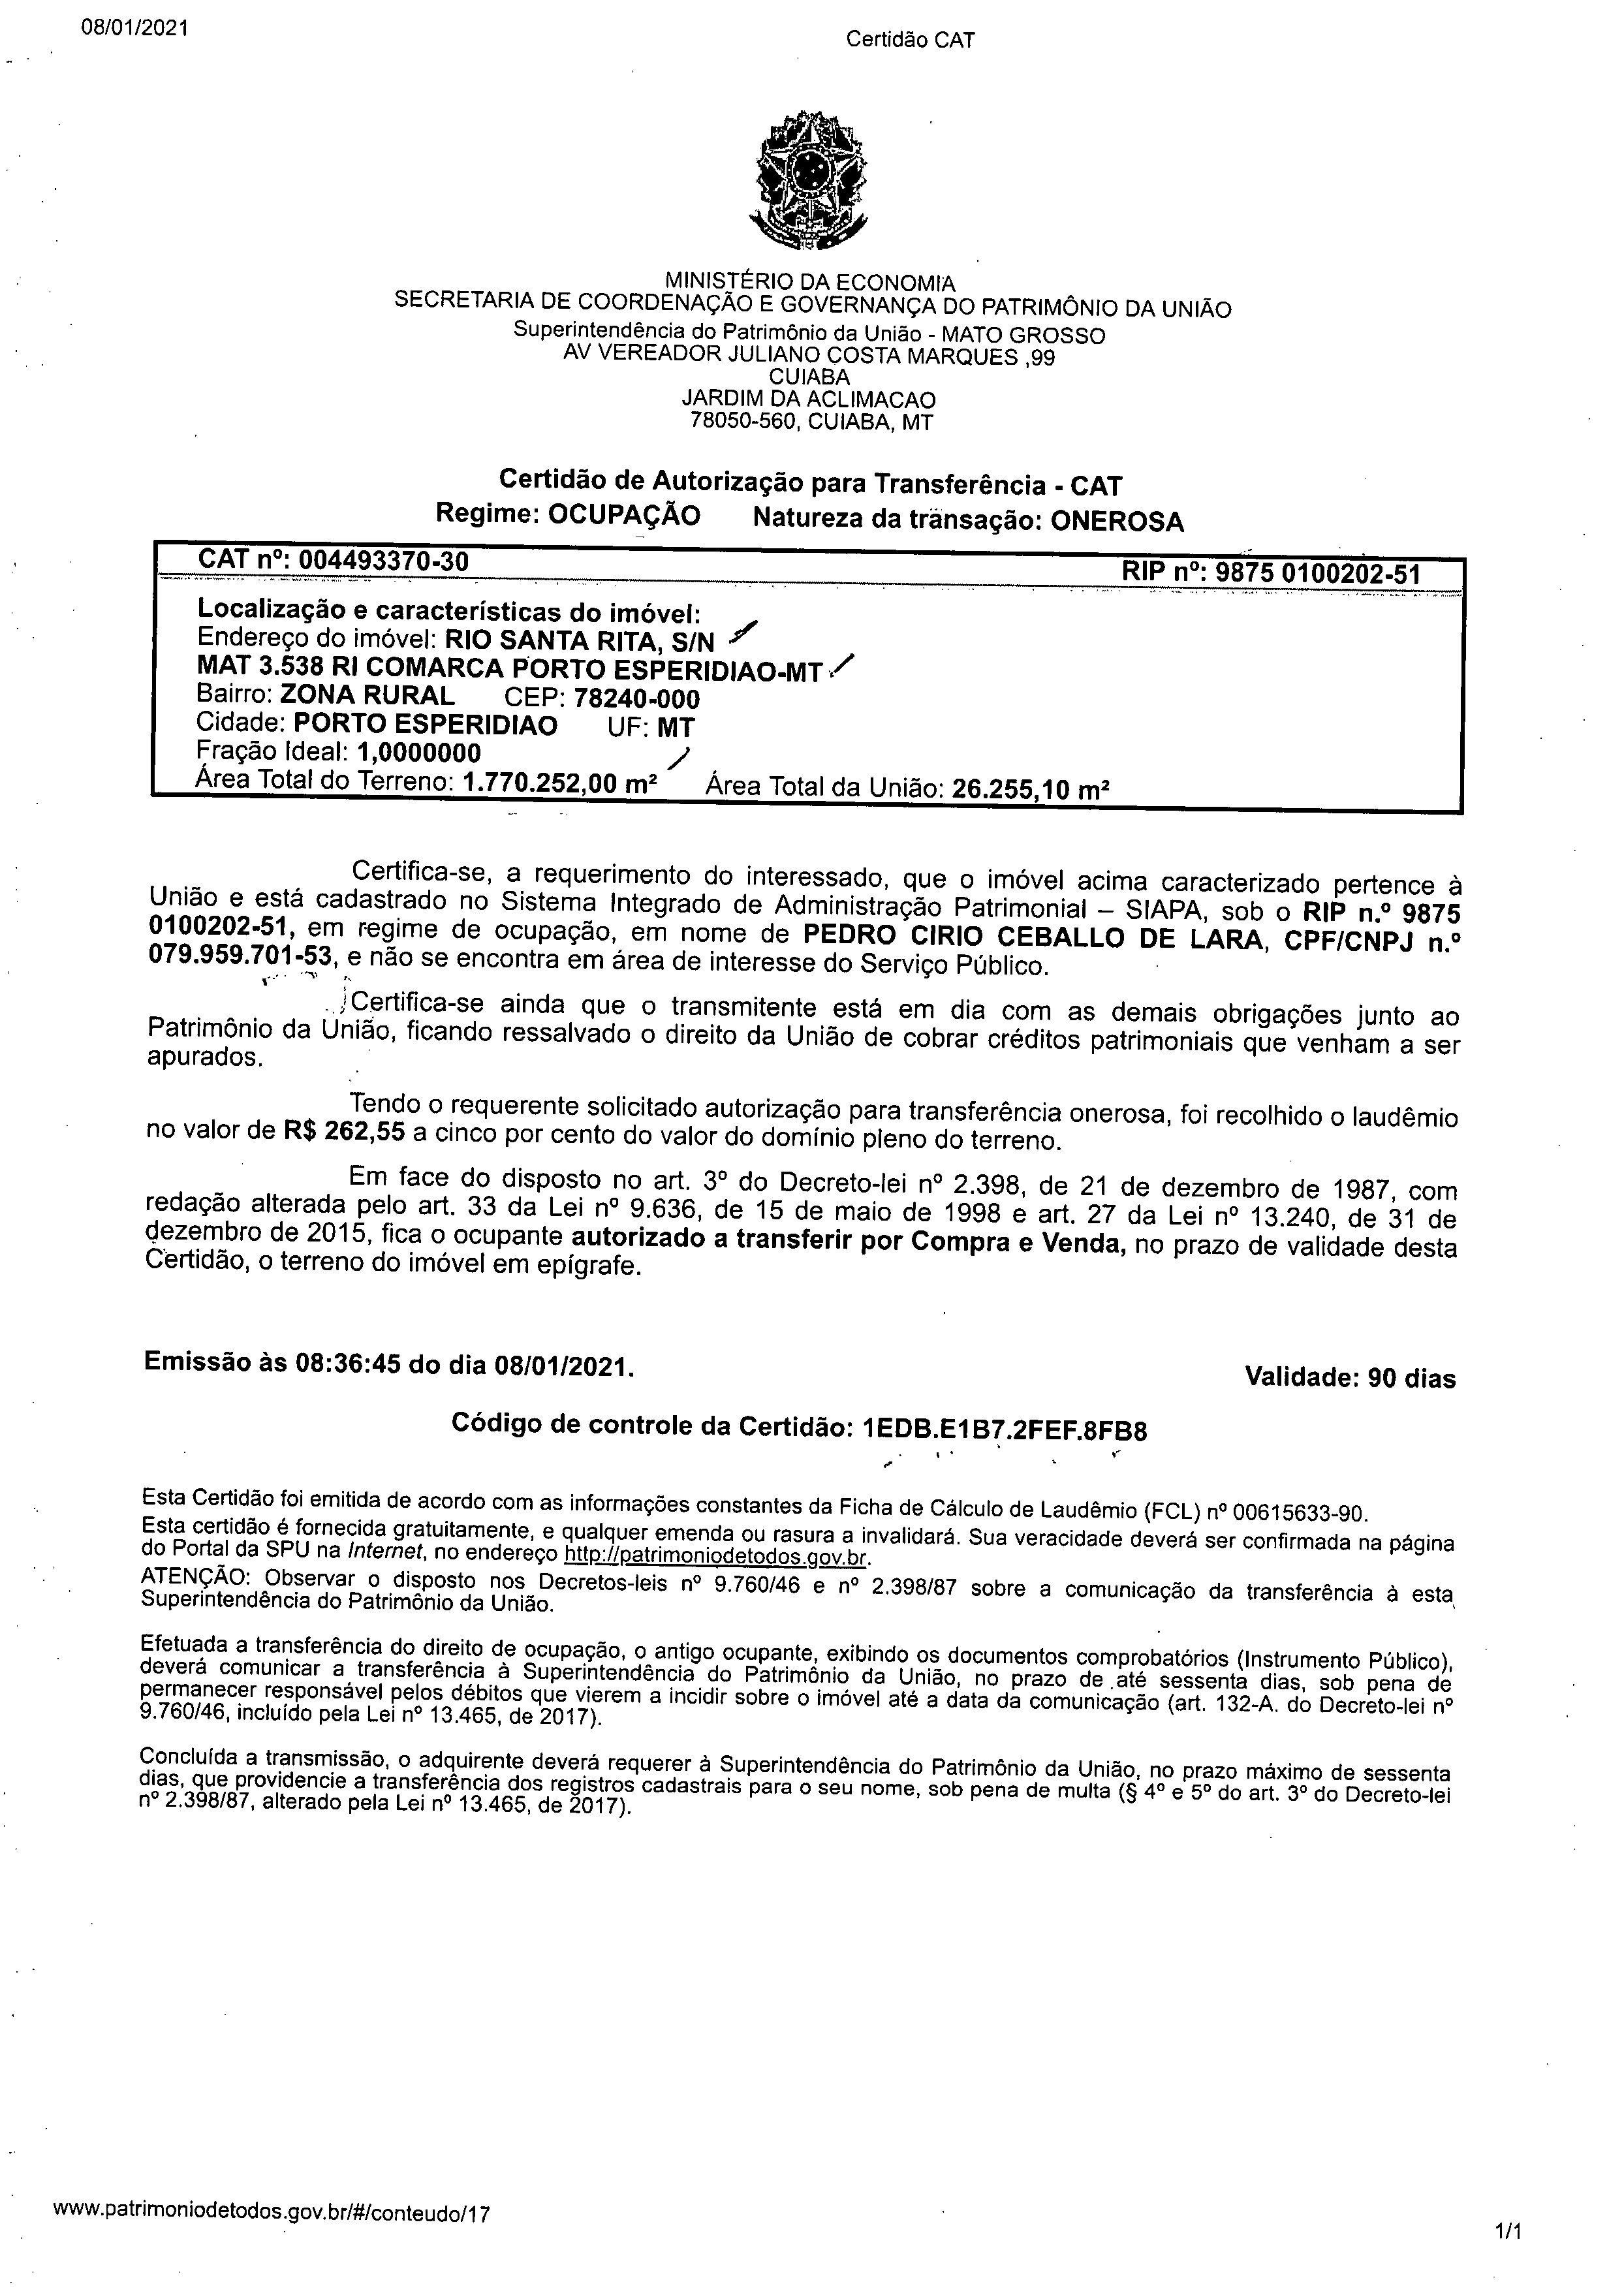 08/01/2021
Certidão CAT
MINISTÉRIO DA ECONOMIA
SECRETARIA DE COORDENAÇÃO E GOVERNANÇA DO PATRIMÔNIO DA UNIÃO
Superintendência do Patrimônio da União - MATO GROSSO
AV VEREADOR JULIANO COSTA MARQUES ,99
CUIABA
JARDIM DA ACLIMACAO
78050-560, CUIABA, MT
Certidão de Autorização para Transferência - CAT
Regime: OCUPAÇÃO Natureza da transação: ONEROSA
CAT nº: 004493370-30 RIP nº: 9875 0100202-51
Localização e características do imóvel:
Endereço do imóvel: RIO SANTA RITA, S/N
MAT 3.538 RI COMARCA PORTO ESPERIDIAO-MT
Bairro: ZONA RURAL CEP: 78240-000
Cidade: PORTO ESPERIDIAO UF: MT
Fração Ideal: 1,0000000
Área Total do Terreno: 1.770.252,00 m² Área Total da União: 26.255,10 m²
Certifica-se, a requerimento do interessado, que o imóvel acima caracterizado pertence à
União e está cadastrado no Sistema Integrado de Administração Patrimonial – SIAPA, sob o RIP n.º 9875
0100202-51, em regime de ocupação, em nome de PEDRO CIRIO CEBALLO DE LARA, CPF/CNPJ n.º
079.959.701-53, e não se encontra em área de interesse do Serviço Público.
Certifica-se ainda que o transmitente está em dia com as demais obrigações junto ao
Patrimônio da União, ficando ressalvado o direito da União de cobrar créditos patrimoniais que venham a ser
apurados.
Tendo o requerente solicitado autorização para transferência onerosa, foi recolhido o laudêmio
no valor de R$ 262,55 a cinco por cento do valor do domínio pleno do terreno.
Em face do disposto no art. 3º do Decreto-lei nº 2.398, de 21 de dezembro de 1987, com
redação alterada pelo art. 33 da Lei nº 9.636, de 15 de maio de 1998 e art. 27 da Lei nº 13.240, de 31 de
dezembro de 2015, fica o ocupante autorizado a transferir por Compra e Venda, no prazo de validade desta
Certidão, o terreno do imóvel em epígrafe.
Emissão às 08:36:45 do dia 08/01/2021.
Validade: 90 dias
Código de controle da Certidão: 1EDB.E1B7.2FEF.8FB8
Esta Certidão foi emitida de acordo com as informações constantes da Ficha de Cálculo de Laudêmio (FCL) nº 00615633-90.
Esta certidão é fornecida gratuitamente, e qualquer emenda ou rasura a invalidará. Sua veracidade deverá ser confirmada na página
do Portal da SPU na Internet, no endereço http://patrimoniodetodos.gov.br.
ATENÇÃO: Observar o disposto nos Decretos-leis nº 9.760/46 e nº 2.398/87 sobre a comunicação da transferência à esta
Superintendência do Patrimônio da União.
Efetuada a transferência do direito de ocupação, o antigo ocupante, exibindo os documentos comprobatórios (Instrumento Público),
deverá comunicar a transferência à Superintendência do Patrimônio da União, no prazo de até sessenta dias, sob pena de
permanecer responsável pelos débitos que vierem a incidir sobre o imóvel até a data da comunicação (art. 132-A. do Decreto-lei nº
9.760/46, incluído pela Lei nº 13.465, de 2017).
Concluída a transmissão, o adquirente deverá requerer à Superintendência do Patrimônio da União, no prazo máximo de sessenta
dias, que providencie a transferência dos registros cadastrais para o seu nome, sob pena de multa (§ 4º e 5º do art. 3º do Decreto-lei
nº 2.398/87, alterado pela Lei nº 13.465, de 2017).
www.patrimoniodetodos.gov.br/#/conteudo/17
1/1